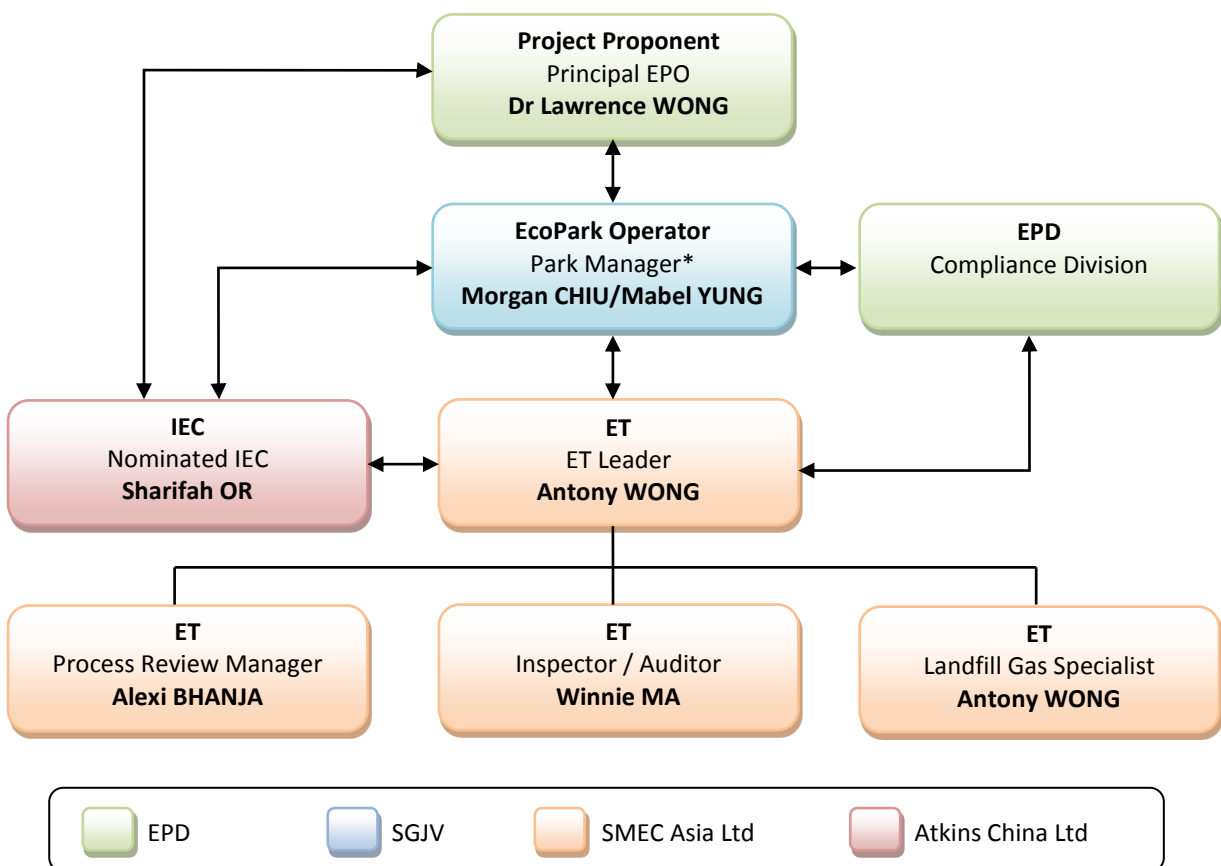 Project Proponent
Principal EPO
Dr Lawrence WONG
EcoPark Operator
Park Manager*
Morgan CHIU/Mabel YUNG
EPD
Compliance Division
IEC
Nominated IEC
Sharifah OR
ET
ET Leader
Antony WONG
ET
Process Review Manager
Alexi BHANJA
ET
Inspector / Auditor
Winnie MA
ET
Landfill Gas Specialist
Antony WONG
EPD
SGJV
SMEC Asia Ltd
Atkins China Ltd